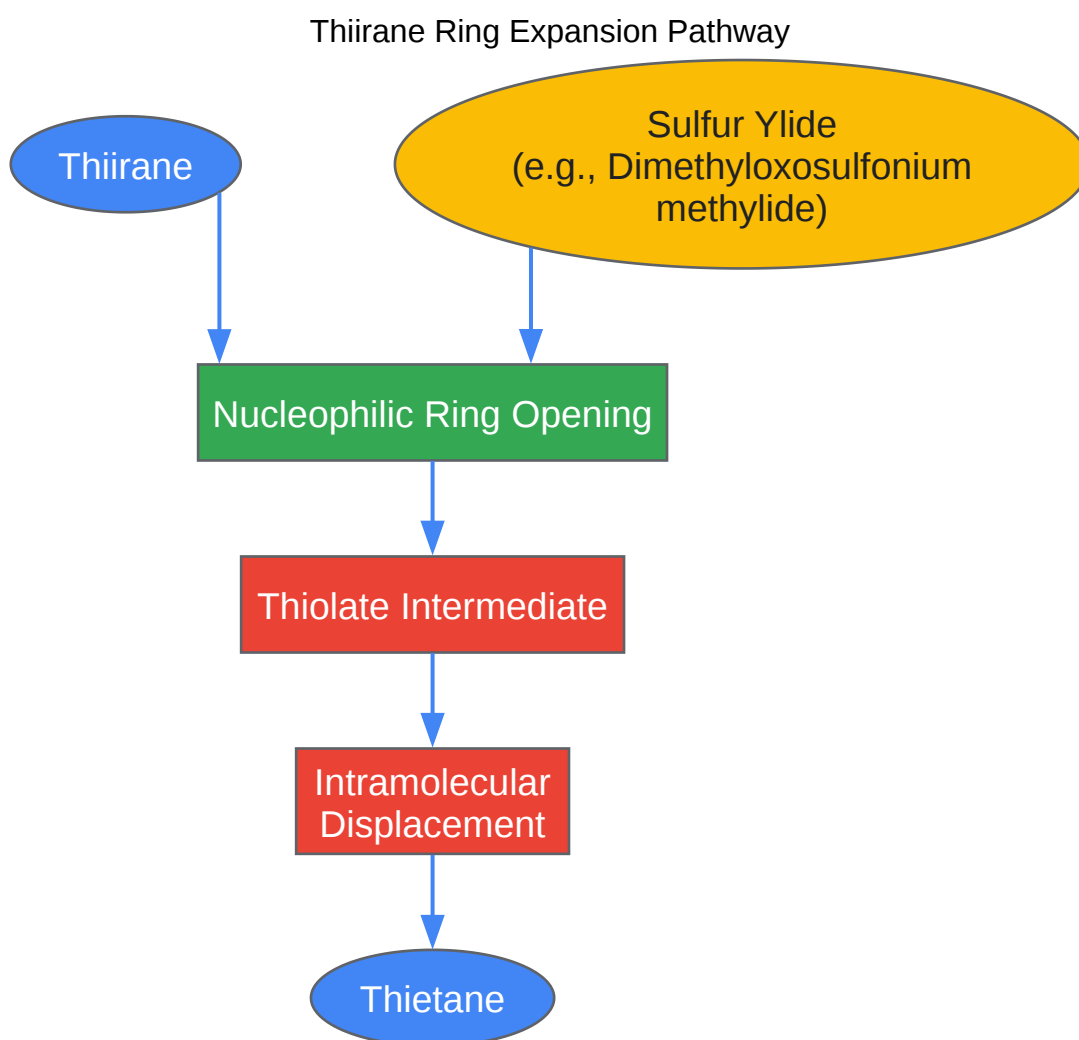 Thiirane Ring Expansion Pathway
Thiirane
Sulfur Ylide
(e.g., Dimethyloxosulfonium
methylide)
Nucleophilic Ring Opening
Thiolate Intermediate
Intramolecular
Displacement
Thietane